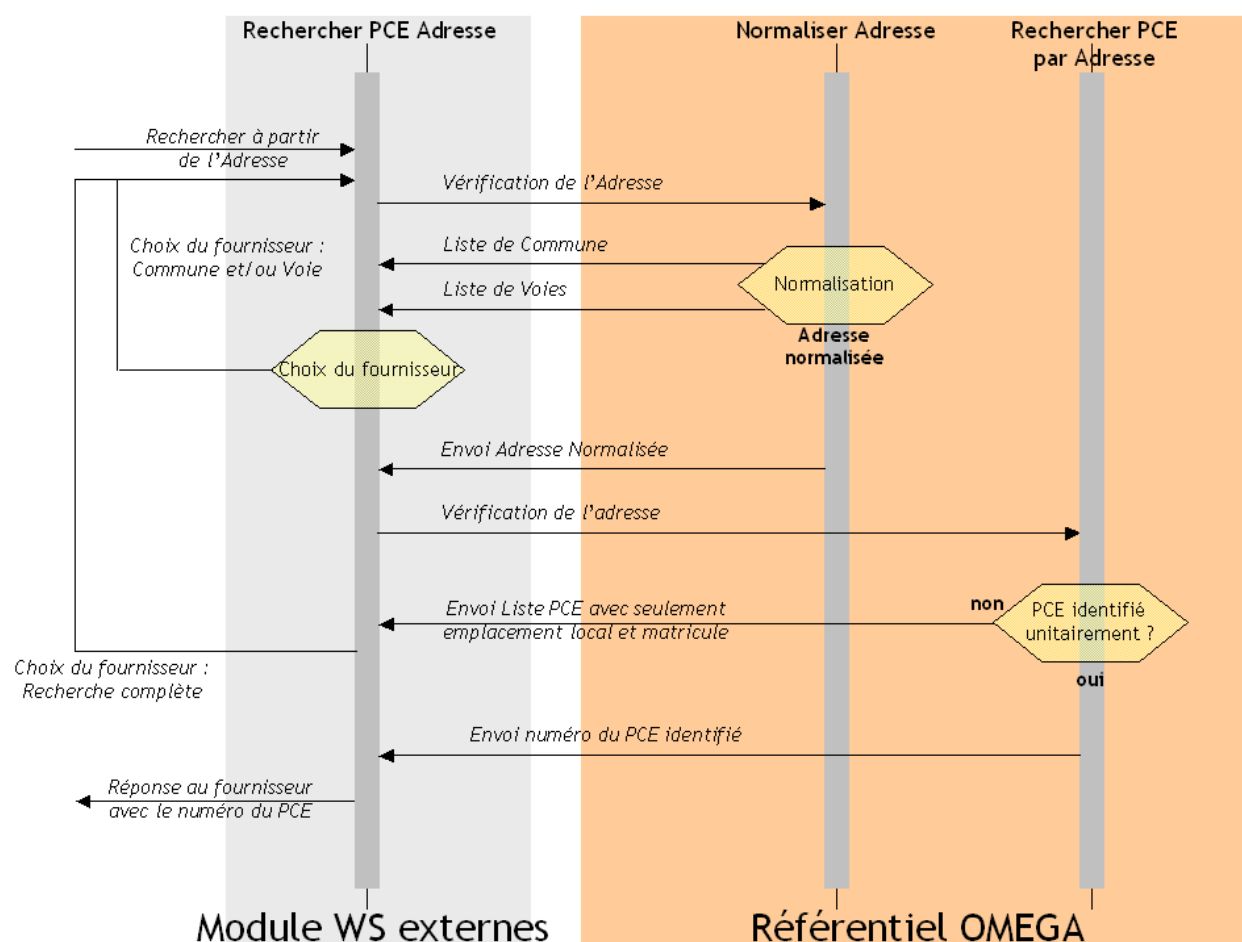 Rechercher PCE Adresse
Normaliser Adresse
Rechercher PCE
par Adresse
Rechercher à partir
de l'Adresse
Vérification de l'Adresse
Choix du fournisseur :
Commune et/ou Voie
Liste de Commune
Liste de Voies
Normalisation
Adresse
normalisée
Choix du fournisseur
Envoi Adresse Normalisée
Vérification de l'adresse
Envoi Liste PCE avec seulement
emplacement local et matricule
non
PCE identifié
unitairement ?
oui
Choix du fournisseur :
Recherche complète
Envoi numéro du PCE identifié
Réponse au fournisseur
avec le numéro du PCE
Module WS externes
Référentiel OMEGA